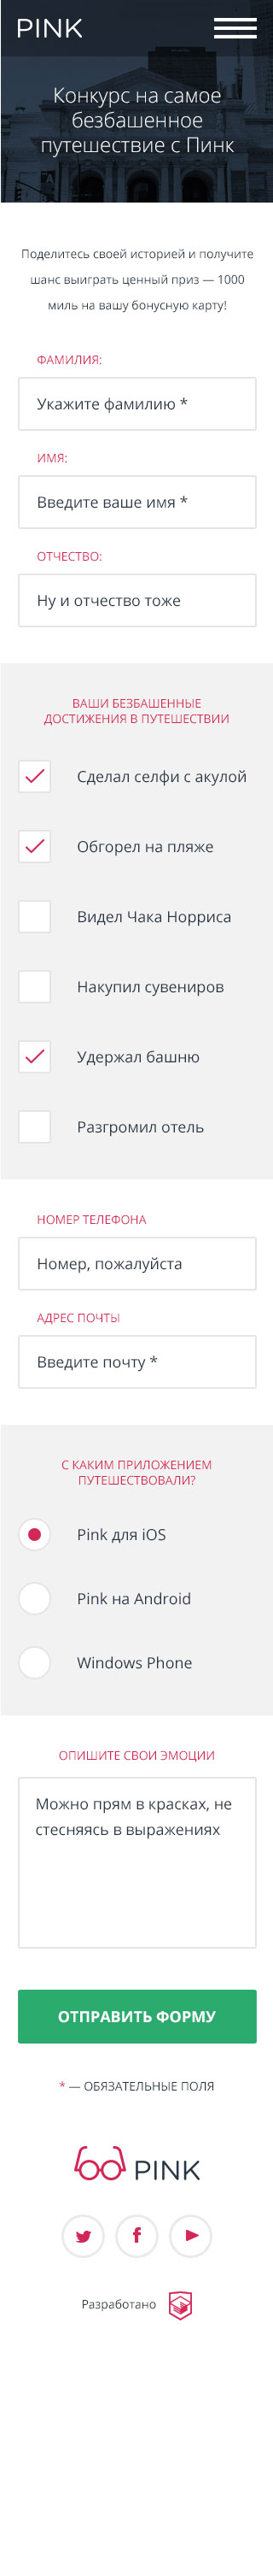 PINK
Конкурс на самое
безбашенное
путешествие с Пинк
Поделитесь своей историей и получите
шанс выиграть ценный приз — 1000
миль на вашу бонусную карту!
ФАМИЛИЯ:
Укажите фамилию *
ИМЯ:
Введите ваше имя *
ОТЧЕСТВО:
Ну и отчество тоже
ВАШИ БЕЗБАШЕННЫЕ
ДОСТИЖЕНИЯ В ПУТЕШЕСТВИИ
Сделал селфи с акулой
Обгорел на пляже
Видел Чака Норриса
Накупил сувениров
Удержал башню
Разгромил отель
НОМЕР ТЕЛЕФОНА
Номер, пожалуйста
АДРЕС ПОЧТЫ
Введите почту *
С КАКИМ ПРИЛОЖЕНИЕМ
ПУТЕШЕСТВОВАЛИ?
Pink для iOS
Pink на Android
Windows Phone
ОПИШИТЕ СВОИ ЭМОЦИИ
Можно прям в красках, не
стесняясь в выражениях
ОТПРАВИТЬ ФОРМУ
* — ОБЯЗАТЕЛЬНЫЕ ПОЛЯ
PINK
Разработано